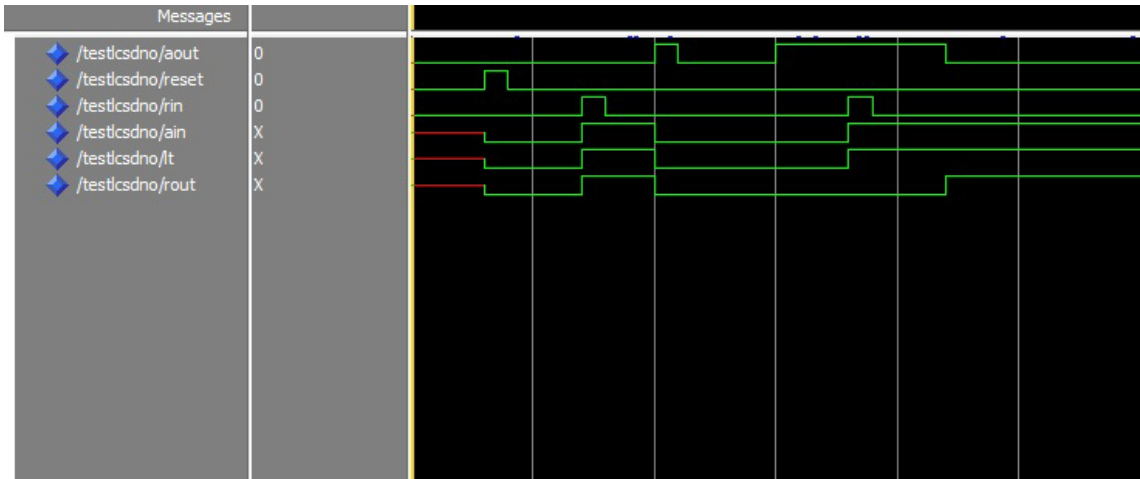 Messages
/testlcsdno/aout 0
/testlcsdno/reset 0
/testlcsdno/rin 0
/testlcsdno/ain X
/testlcsdno/lt X
/testlcsdno/rout X